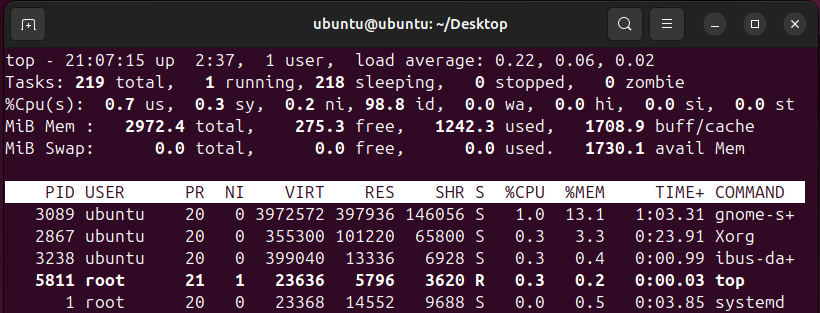 ubuntu@ubuntu: ~/Desktop
top - 21:07:15 up  2:37,  1 user,  load average: 0.22, 0.06, 0.02
Tasks: 219 total,   1 running, 218 sleeping,   0 stopped,   0 zombie
%Cpu(s):  0.7 us,  0.3 sy,  0.2 ni, 98.8 id,  0.0 wa,  0.0 hi,  0.0 si,  0.0 st
MiB Mem :   2972.4 total,    275.3 free,   1242.3 used,   1708.9 buff/cache
MiB Swap:      0.0 total,      0.0 free,      0.0 used.   1730.1 avail Mem
PID USER      PR  NI    VIRT    RES    SHR S  %CPU  %MEM     TIME+ COMMAND
3089 ubuntu    20   0 3972572 397936 146056 S   1.0  13.1   1:03.31 gnome-s+
2867 ubuntu    20   0  355300 101220  65800 S   0.3   3.3   0:23.91 Xorg
3238 ubuntu    20   0  399040  13336   6928 S   0.3   0.4   0:00.99 ibus-da+
5811 root      21   1   23636   5796   3620 R   0.3   0.2   0:00.03 top
1 root      20   0   23368  14552   9688 S   0.0   0.5   0:03.85 systemd